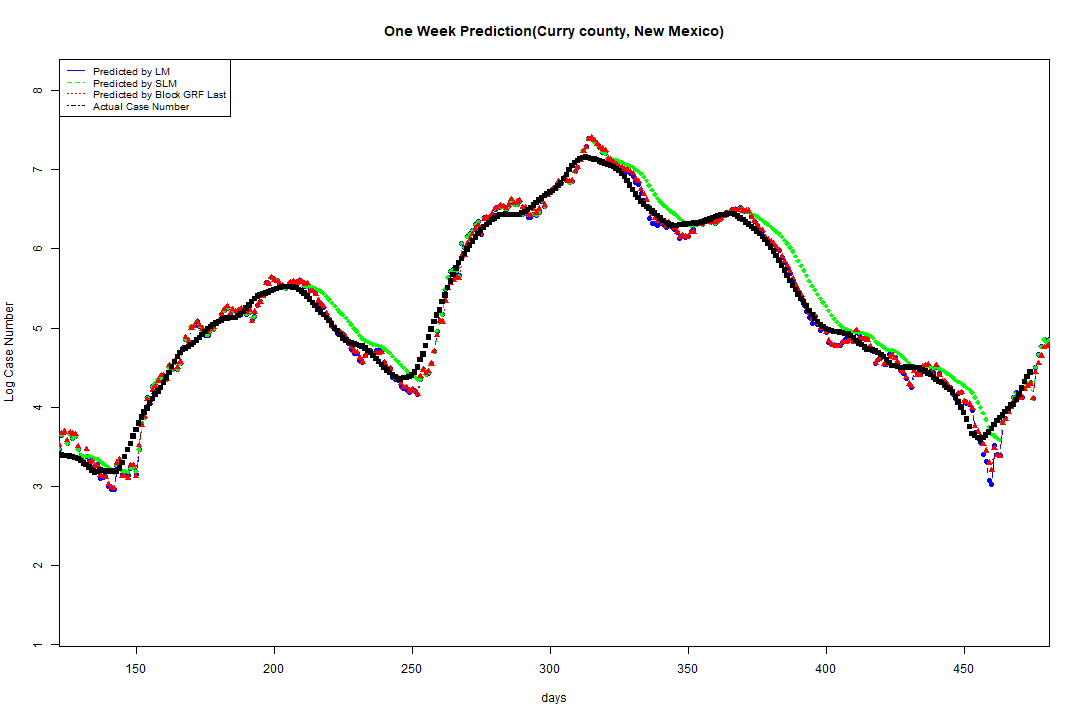 One Week Prediction(Curry county, New Mexico)
Predicted by LM
Predicted by SLM
Predicted by Block GRF Last
Actual Case Number
Log Case Number
8
7
6
5
4
3
2
1
150 200 250 300 350 400 450
days